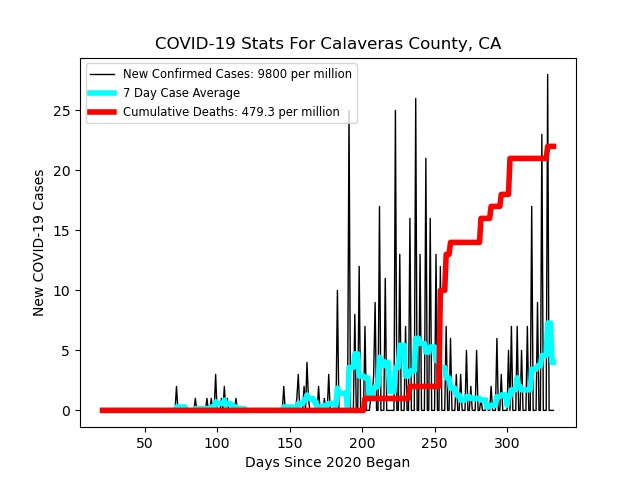 COVID-19 Stats For Calaveras County, CA
New Confirmed Cases: 9800 per million
7 Day Case Average
Cumulative Deaths: 479.3 per million
New COVID-19 Cases
25
20
15
10
5
0
50
100
150
200
250
300
Days Since 2020 Began